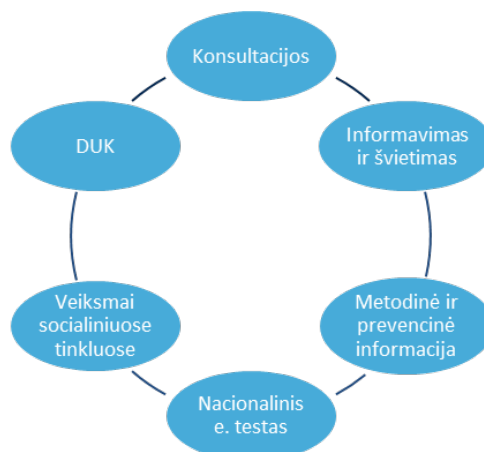 Konsultacijos
Informavimas
ir švietimas
Metodinė ir
prevencinė
informacija
Nacionalinis
e. testas
Veiksmai
socialiniuose
tinkluose
DUK